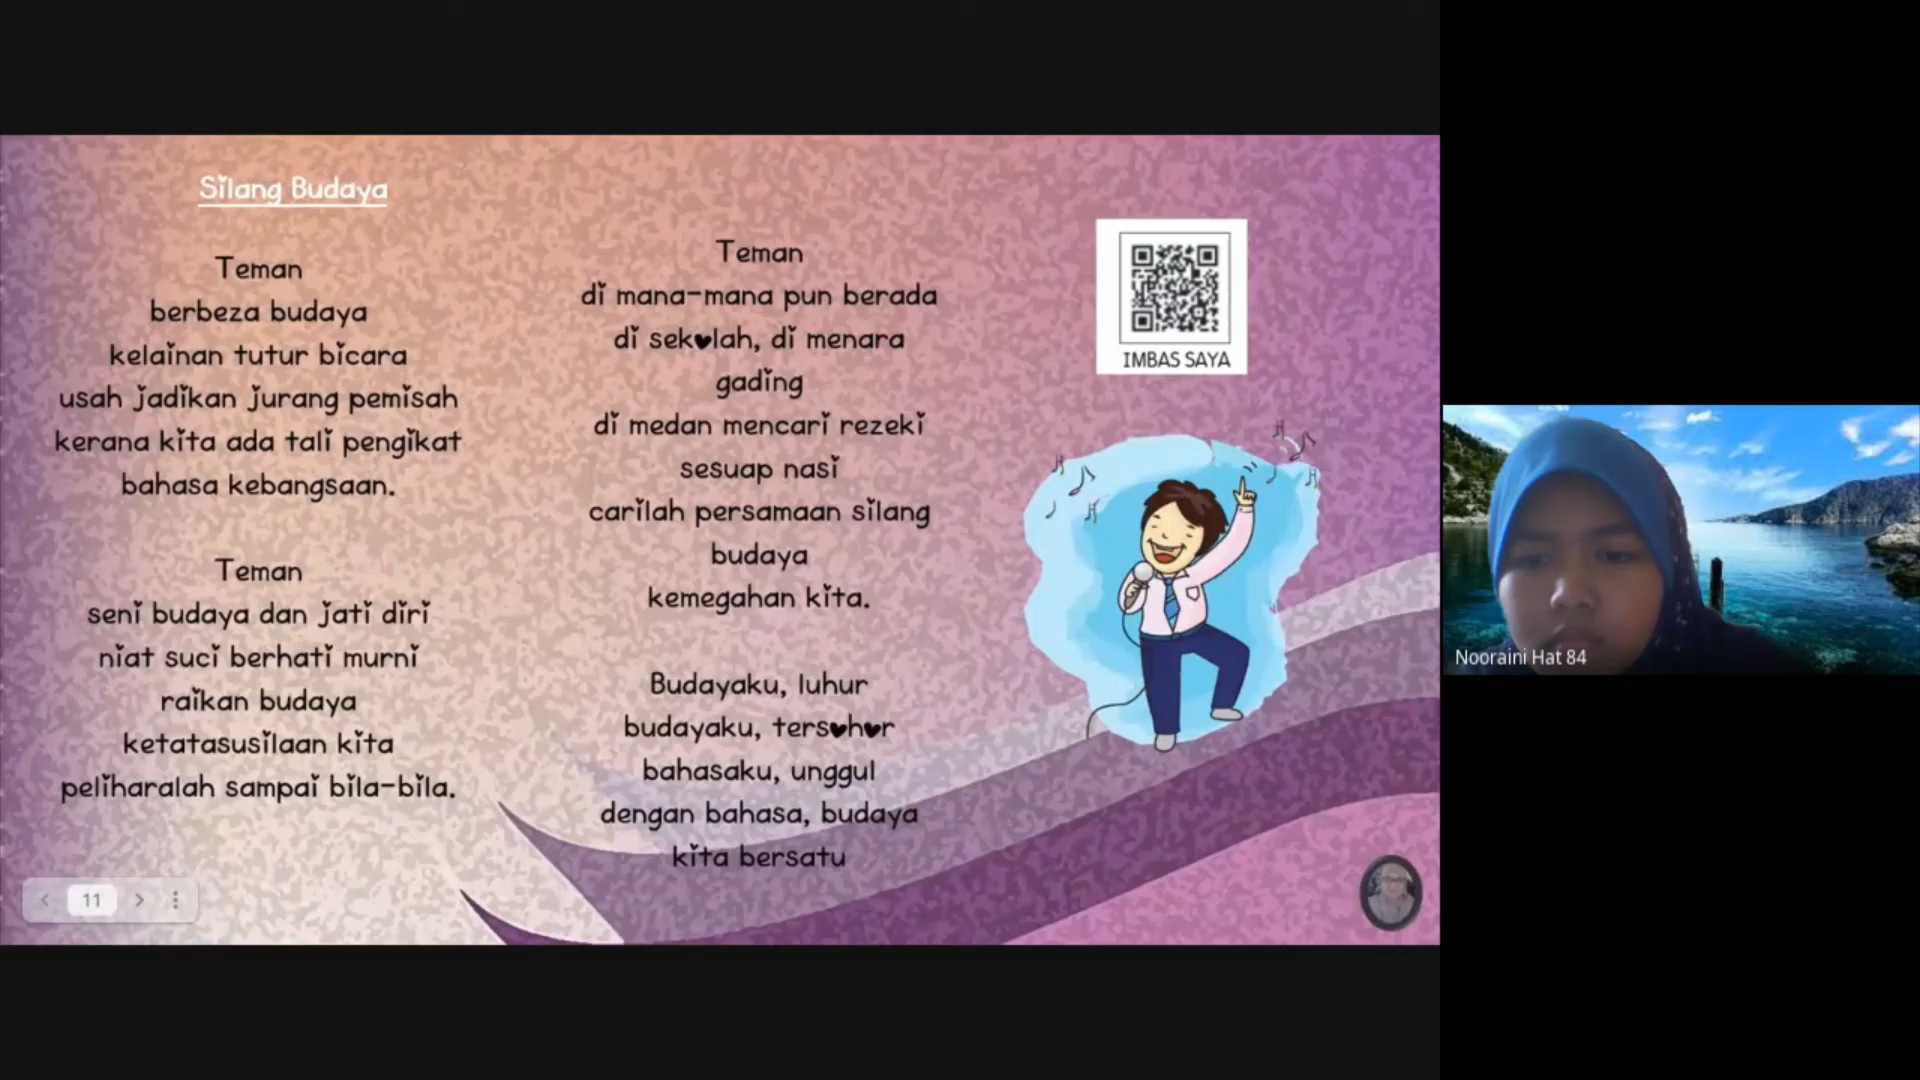 Silang Budaya
Teman
berbeza budaya
kelainan tutur bicara
usah jadikan jurang pemisah
kerana kita ada tali pengikat
bahasa kebangsaan.
Teman
seni budaya dan jati diri
niat suci berhati murni
raikan budaya
ketatasusilaan kita
peliharalah sampai bila-bila.
Teman
di mana-mana pun berada
di sekolah, di menara
gading
di medan mencari rezeki
sesuap nasi
carilah persamaan silang
budaya
kemegahan kita.
Budayaku, luhur
budayaku, tersohor
bahasaku, unggul
dengan bahasa, budaya
kita bersatu
IMBAS SAYA
11
Nooraini Hat 84